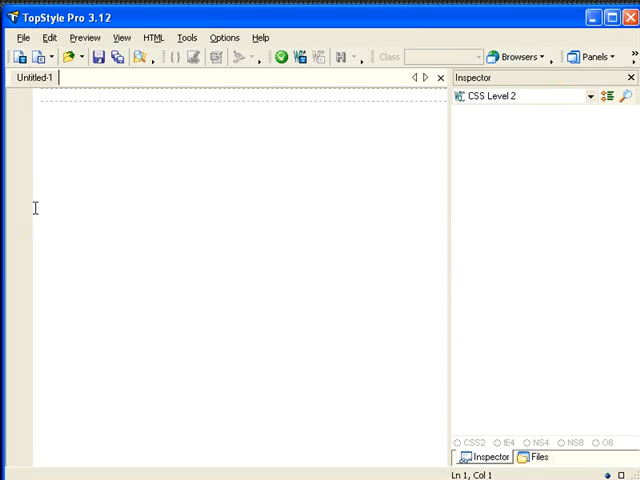 TopStyle Pro 3.12
File Edit Preview View HTML Tools Options Help
Class Browsers Panels
Untitled-1
Inspector
CSS Level 2
CSS2 IE4 NS4 NS8 O8
Inspector Files
Ln 1, Col 1